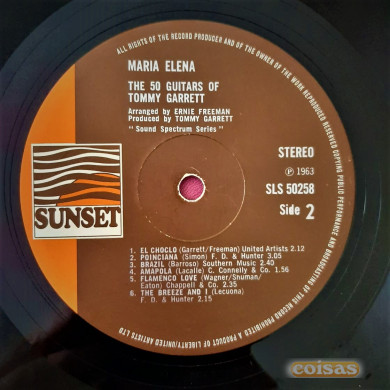 ALL RIGHTS OF THE RECORD PRODUCER AND OF THE OWNER OF THE WORK REPRODUCED RESERVED COPYING PUBLIC PERFORMANCE AND BROADCASTING OF THIS RECORD PROHIBITED A PRODUCT OF LIBERTY/UNITED ARTISTS LTD
MARIA ELENA
THE 50 GUITARS OF
TOMMY GARRETT
Arranged by ERNIE FREEMAN
Produced by TOMMY GARRETT
"Sound Spectrum Series"
STEREO
Ⓟ 1963
SLS 50258
Side 2
SUNSET
1. EL CHOCLO (Garrett/Freeman) United Artists 2.12
2. POINCIANA (Simon) F. D. & Hunter 3.05
3. BRAZIL (Barroso) Southern Music 2.40
4. AMAPOLA (Lacalle) C. Connelly & Co. 1.56
5. FLAMENCO LOVE (Wagner/Shuman/
Eaton) Chappell & Co. 2.35
6. THE BREEZE AND I (Lecuona)
F. D. & Hunter 2.15
coisas